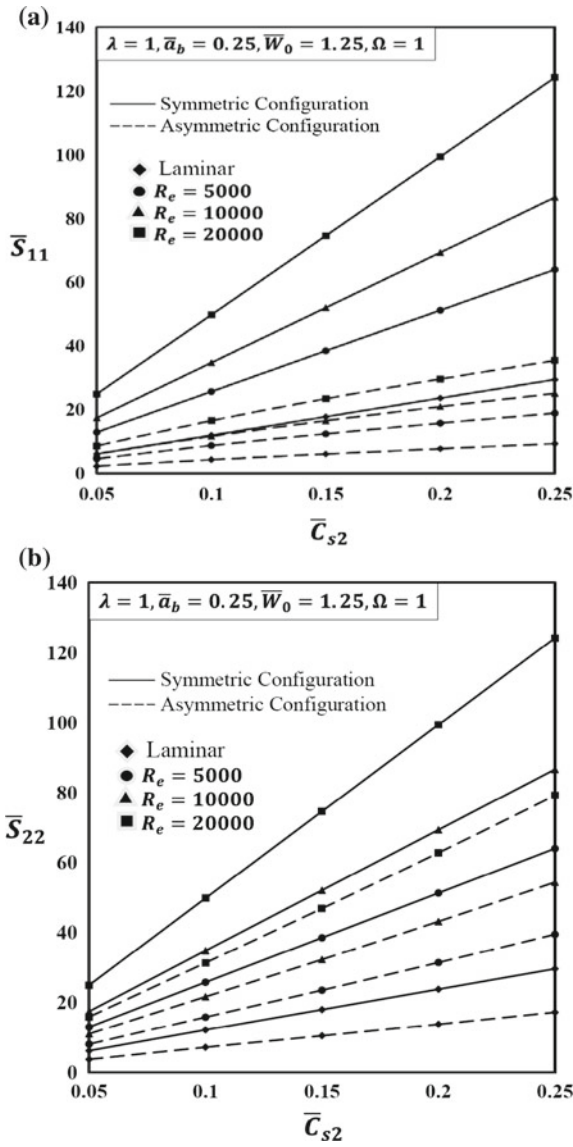 (a)
140
120
100
80
60
40
20
0
λ = 1, a̅_b = 0.25, W̅_0 = 1.25, Ω = 1
Symmetric Configuration
Asymmetric Configuration
Laminar
R_e = 5000
R_e = 10000
R_e = 20000
S̅_11
0.05 0.1 0.15 0.2 0.25
C̅_s2
(b)
140
120
100
80
60
40
20
0
λ = 1, a̅_b = 0.25, W̅_0 = 1.25, Ω = 1
Symmetric Configuration
Asymmetric Configuration
Laminar
R_e = 5000
R_e = 10000
R_e = 20000
S̅_22
0.05 0.1 0.15 0.2 0.25
C̅_s2